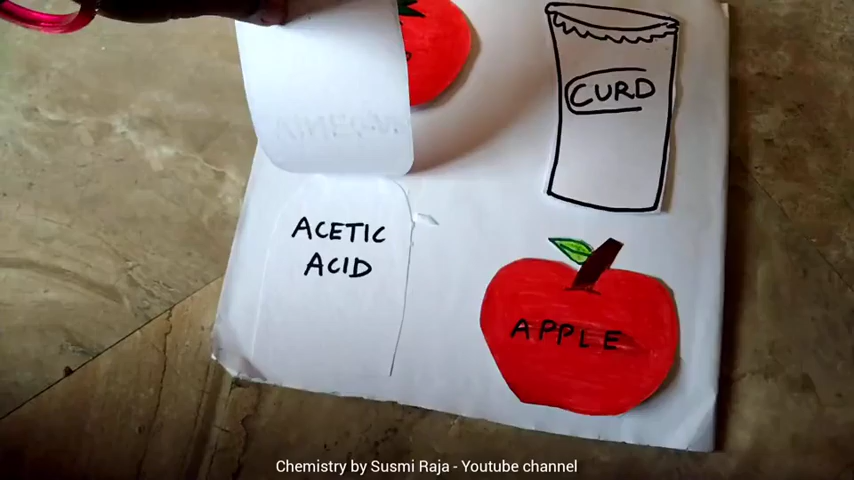 CURD
ACETIC
ACID
APPLE
Chemistry by Susmi Raja - Youtube channel